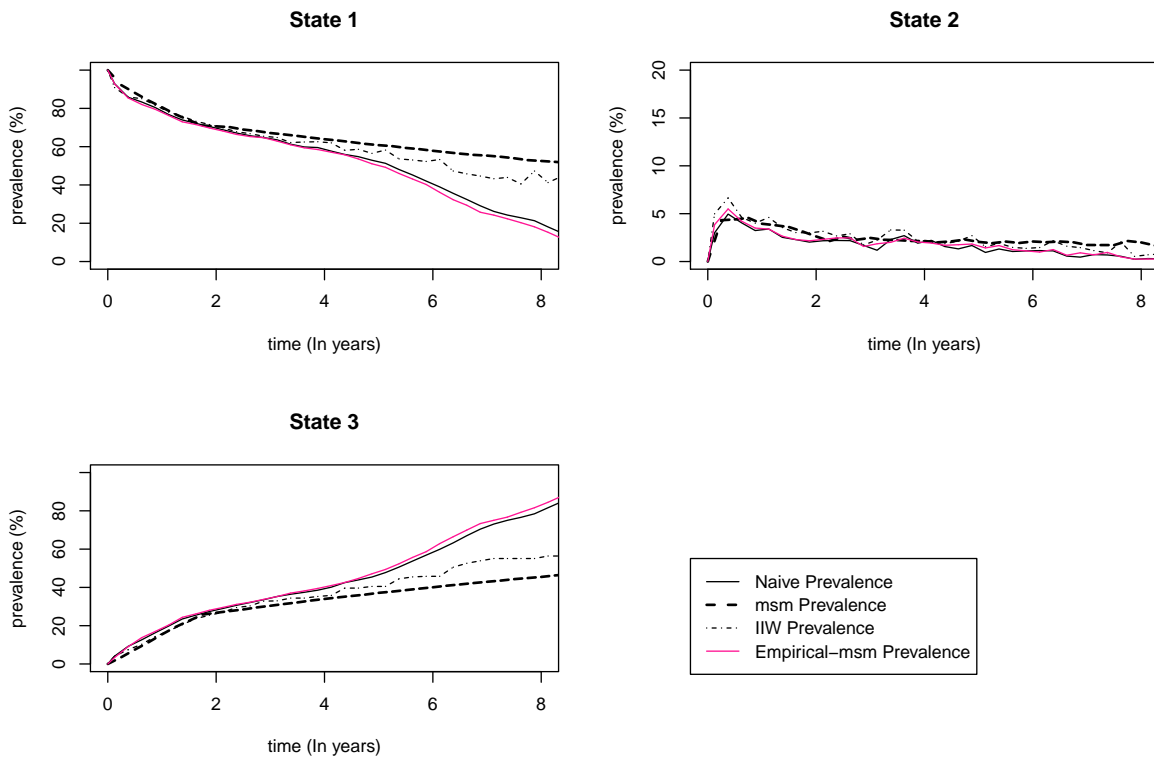 State 1
prevalence (%)
0 20 40 60 80
0 2 4 6 8
time (In years)
State 2
prevalence (%)
0 5 10 15 20
0 2 4 6 8
time (In years)
State 3
prevalence (%)
0 20 40 60 80
0 2 4 6 8
time (In years)
Naive Prevalence
msm Prevalence
IIW Prevalence
Empirical−msm Prevalence